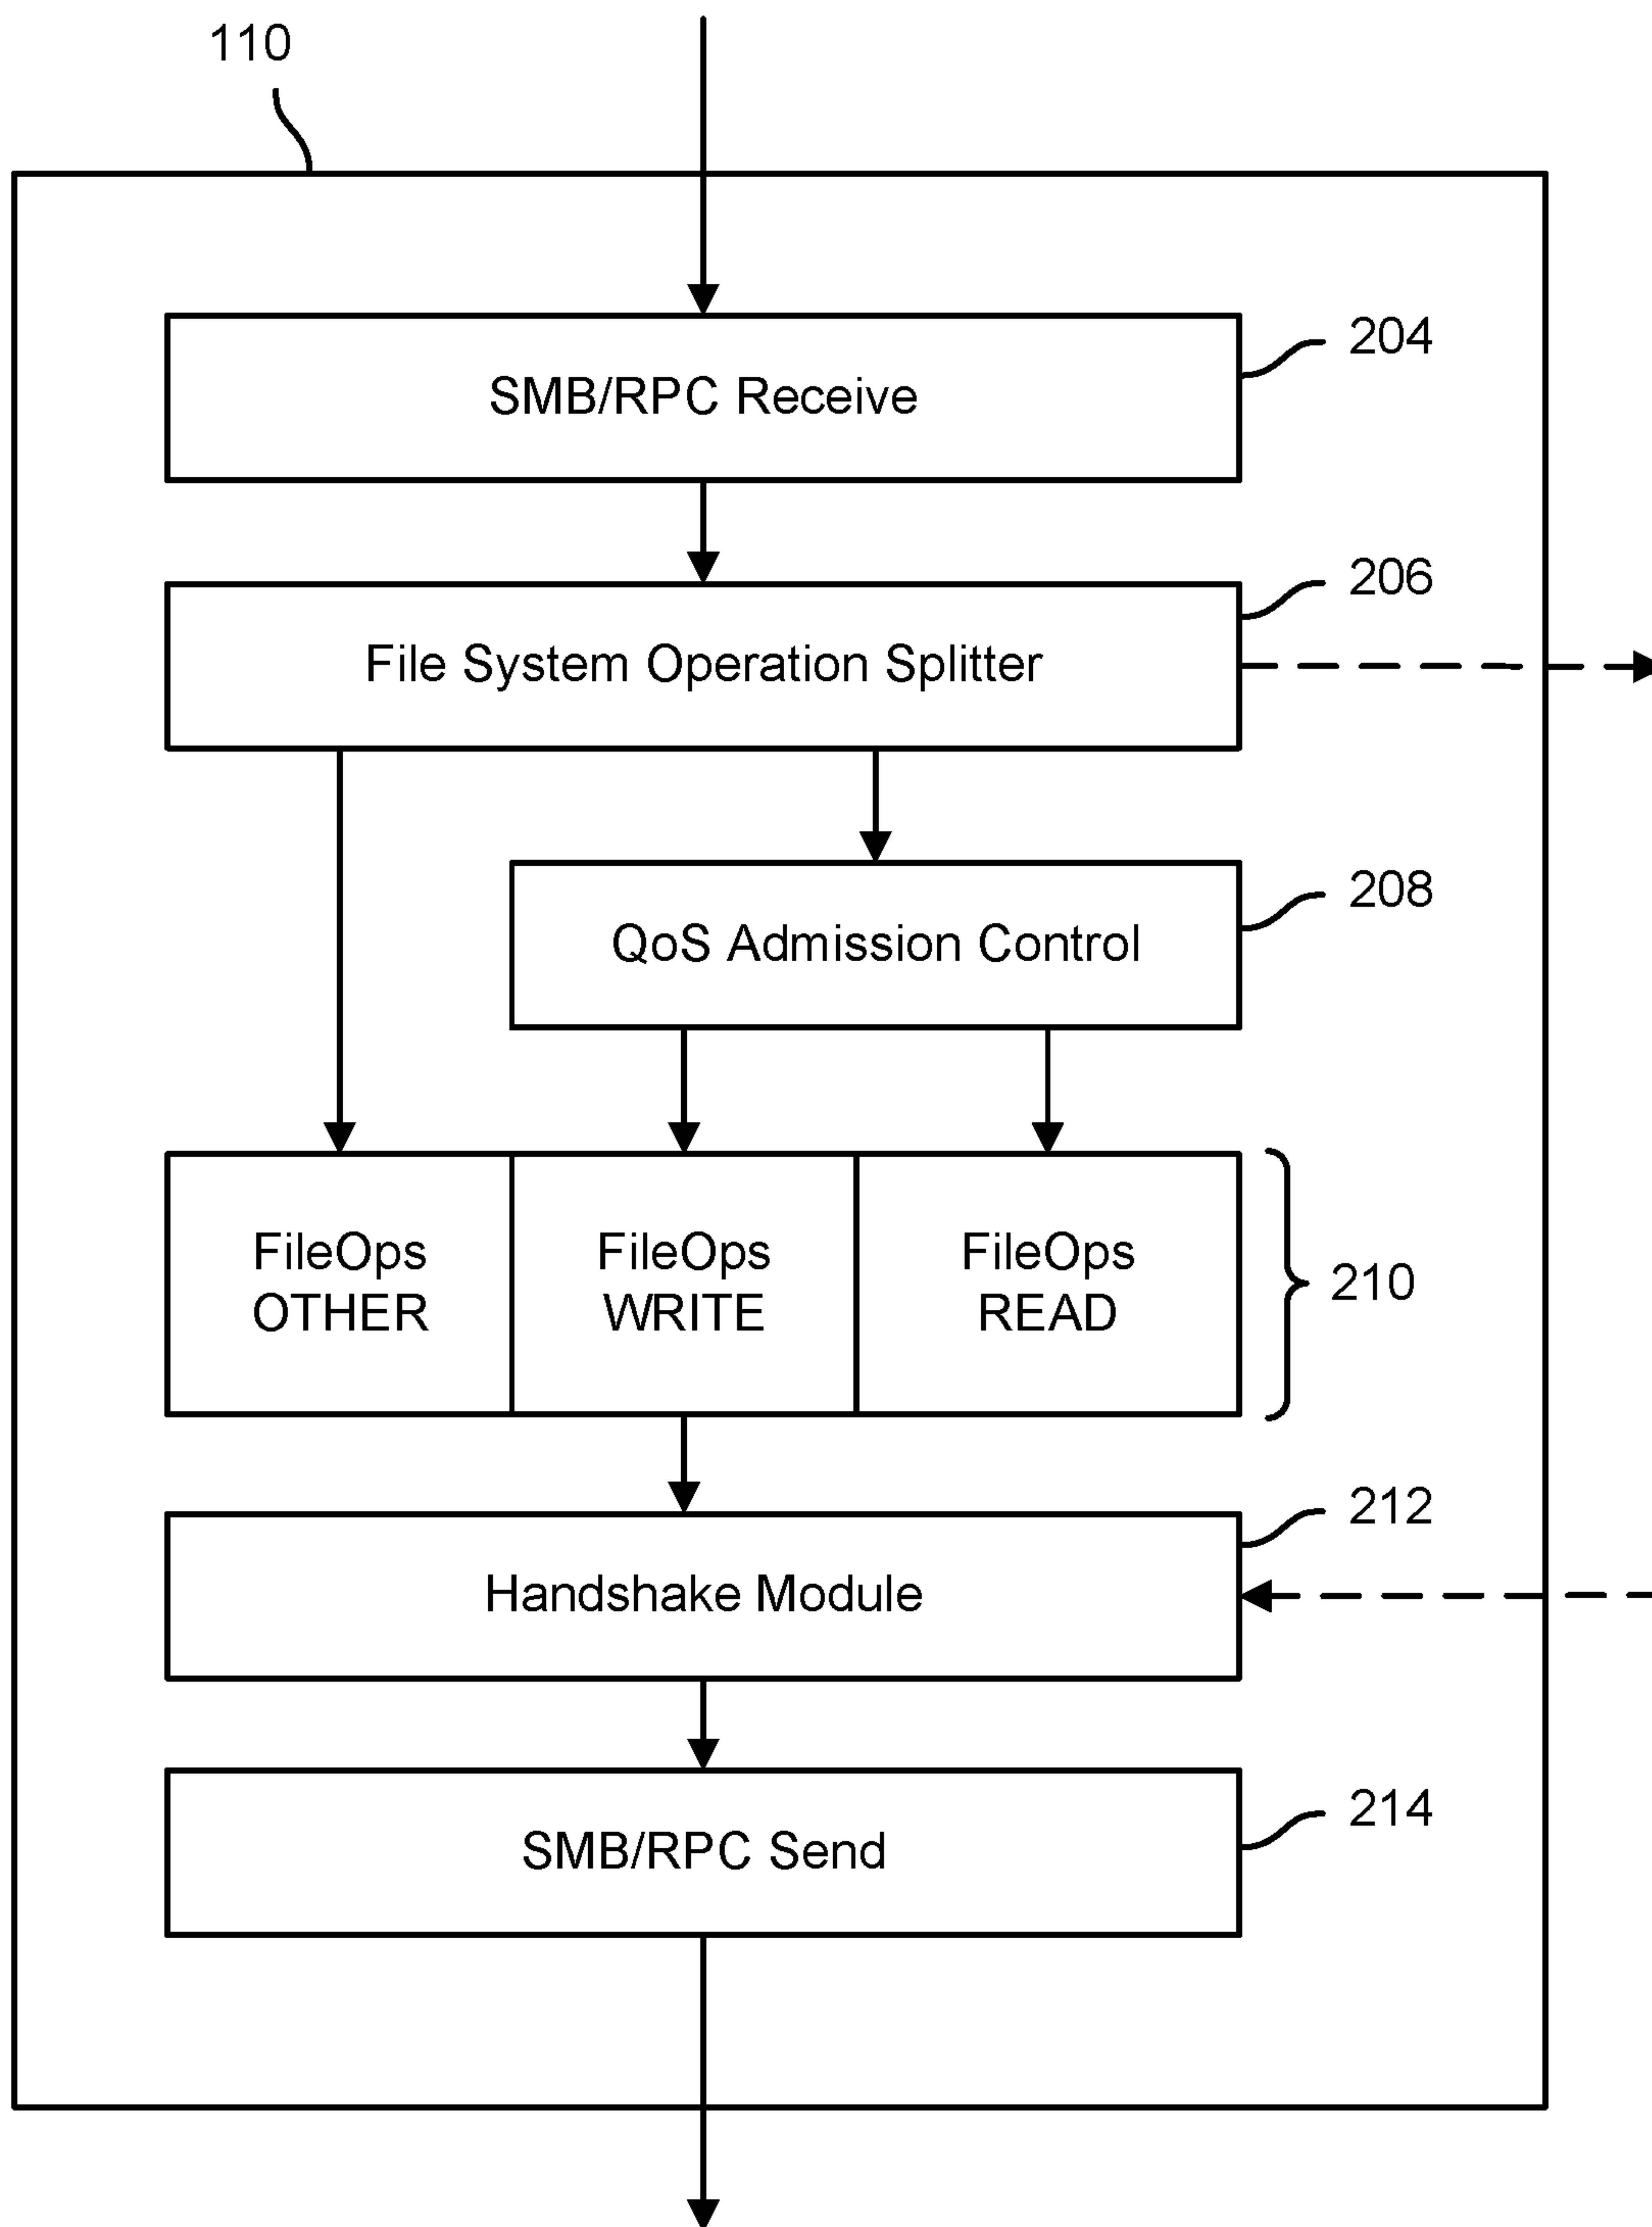 110
SMB/RPC Receive
204
File System Operation Splitter
206
QoS Admission Control
208
FileOps
OTHER
FileOps
WRITE
FileOps
READ
210
Handshake Module
212
SMB/RPC Send
214